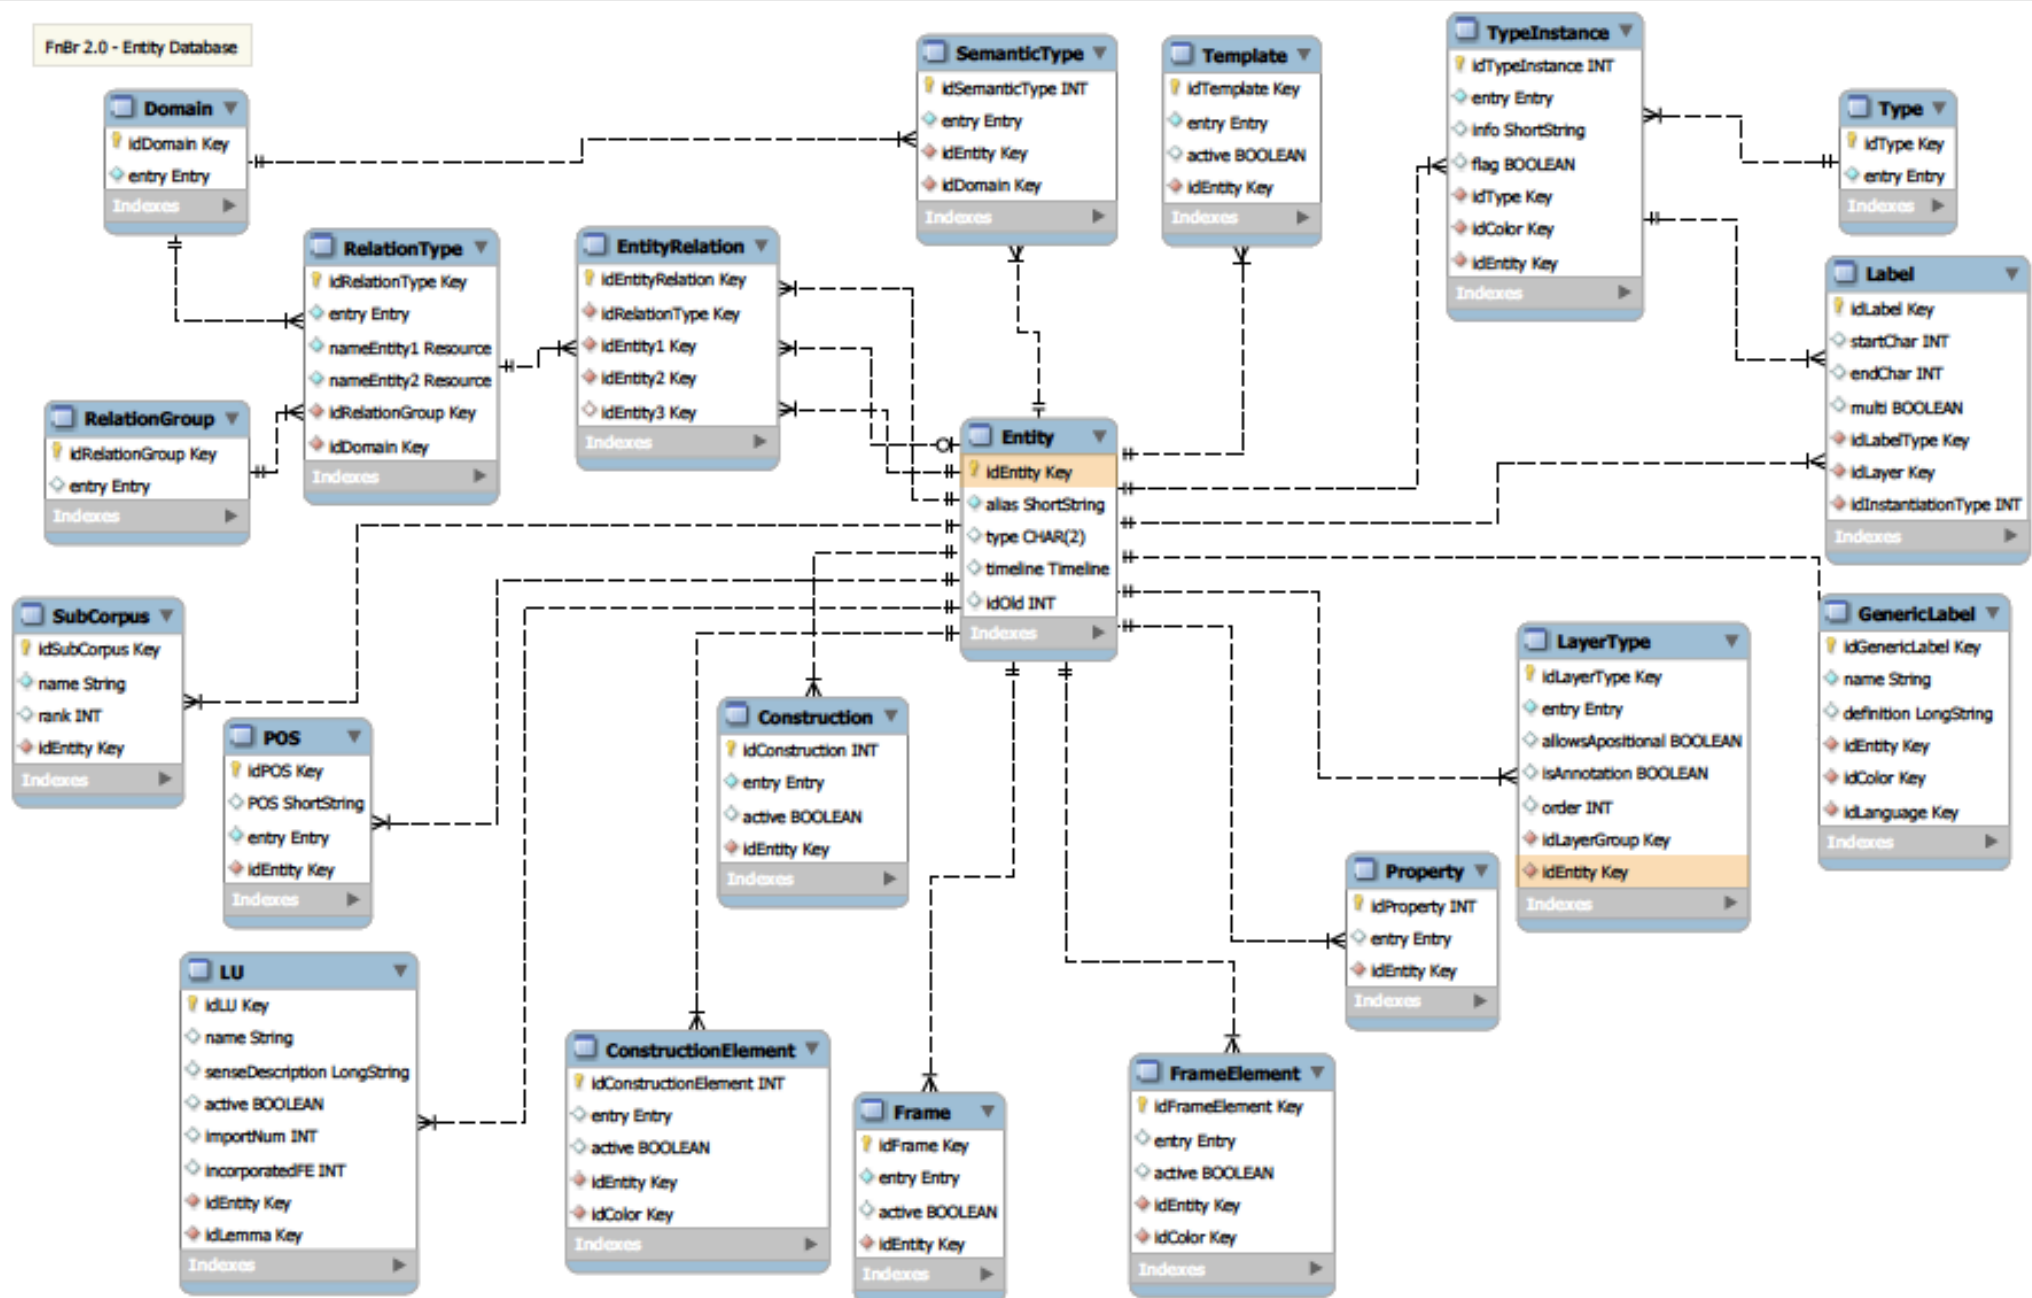 FnBr 2.0 - Entity Database
Domain
idDomain Key
entry Entry
Indexes
RelationType
idRelationType Key
entry Entry
nameEntity1 Resource
nameEntity2 Resource
idRelationGroup Key
idDomain Key
Indexes
RelationGroup
idRelationGroup Key
entry Entry
Indexes
EntityRelation
idEntityRelation Key
idRelationType Key
idEntity1 Key
idEntity2 Key
idEntity3 Key
Indexes
SemanticType
idSemanticType INT
entry Entry
idEntity Key
idDomain Key
Indexes
Template
idTemplate Key
entry Entry
active BOOLEAN
idEntity Key
Indexes
TypeInstance
idTypeInstance INT
entry Entry
info ShortString
flag BOOLEAN
idType Key
idColor Key
idEntity Key
Indexes
Type
idType Key
entry Entry
Indexes
Label
idLabel Key
startChar INT
endChar INT
multi BOOLEAN
idLabelType Key
idLayer Key
idInstantiationType INT
Indexes
Entity
idEntity Key
alias ShortString
type CHAR(2)
timeline Timeline
idOld INT
Indexes
SubCorpus
idSubCorpus Key
name String
rank INT
idEntity Key
Indexes
POS
idPOS Key
POS ShortString
entry Entry
idEntity Key
Indexes
LU
idLU Key
name String
senseDescription LongString
active BOOLEAN
importNum INT
incorporatedFE INT
idEntity Key
idLemma Key
Indexes
Construction
idConstruction INT
entry Entry
active BOOLEAN
idEntity Key
Indexes
ConstructionElement
idConstructionElement INT
entry Entry
active BOOLEAN
idEntity Key
idColor Key
Indexes
Frame
idFrame Key
entry Entry
active BOOLEAN
idEntity Key
Indexes
FrameElement
idFrameElement Key
entry Entry
active BOOLEAN
idEntity Key
idColor Key
Indexes
Property
idProperty INT
entry Entry
idEntity Key
Indexes
LayerType
idLayerType Key
entry Entry
allowsApositional BOOLEAN
isAnnotation BOOLEAN
order INT
idLayerGroup Key
idEntity Key
Indexes
GenericLabel
idGenericLabel Key
name String
definition LongString
idEntity Key
idColor Key
idLanguage Key
Indexes